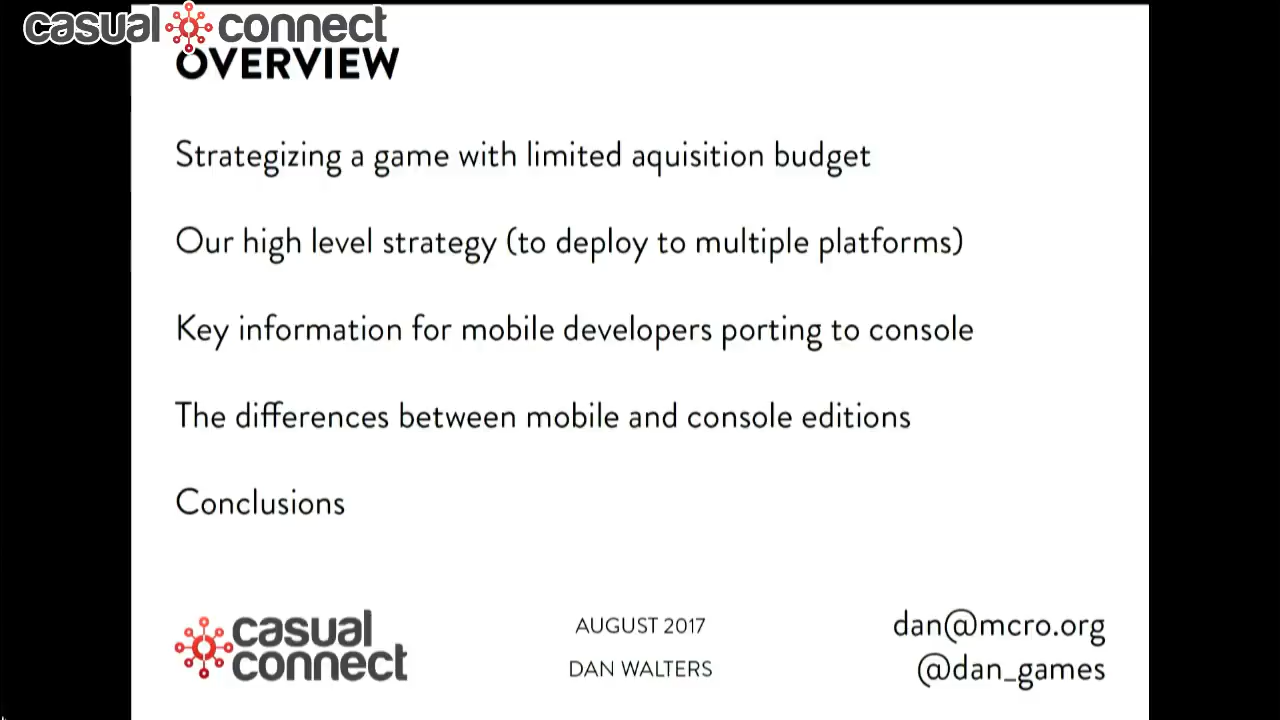 casual connect
OVERVIEW
Strategizing a game with limited aquisition budget
Our high level strategy (to deploy to multiple platforms)
Key information for mobile developers porting to console
The differences between mobile and console editions
Conclusions
casual
connect
AUGUST 2017
DAN WALTERS
dan@mcro.org
@dan_games